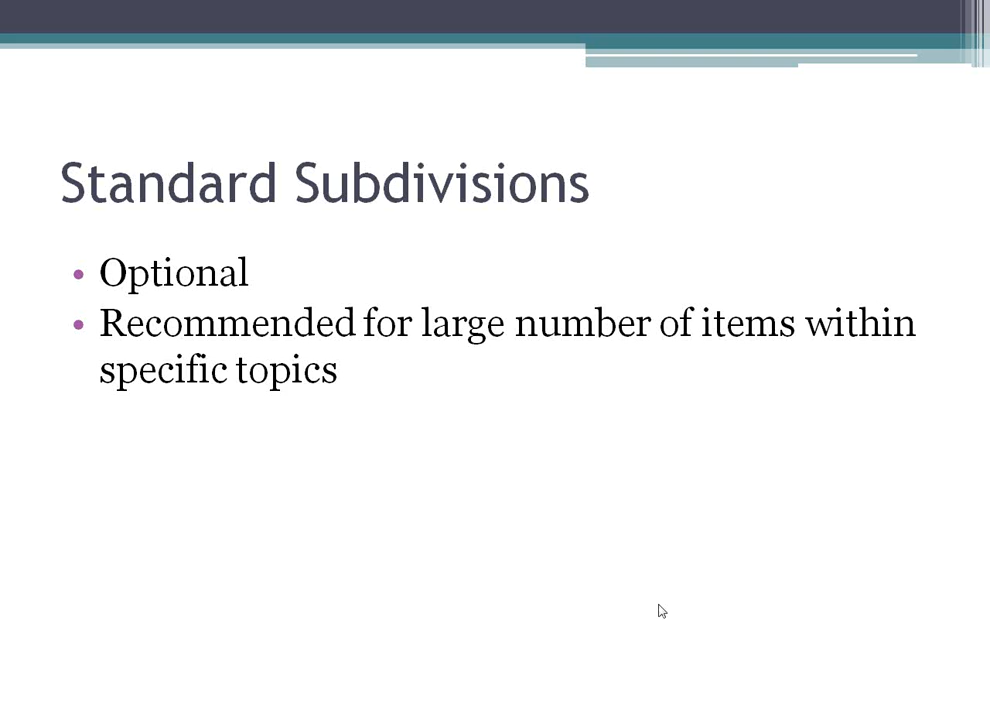 Standard Subdivisions
• Optional
• Recommended for large number of items within
specific topics